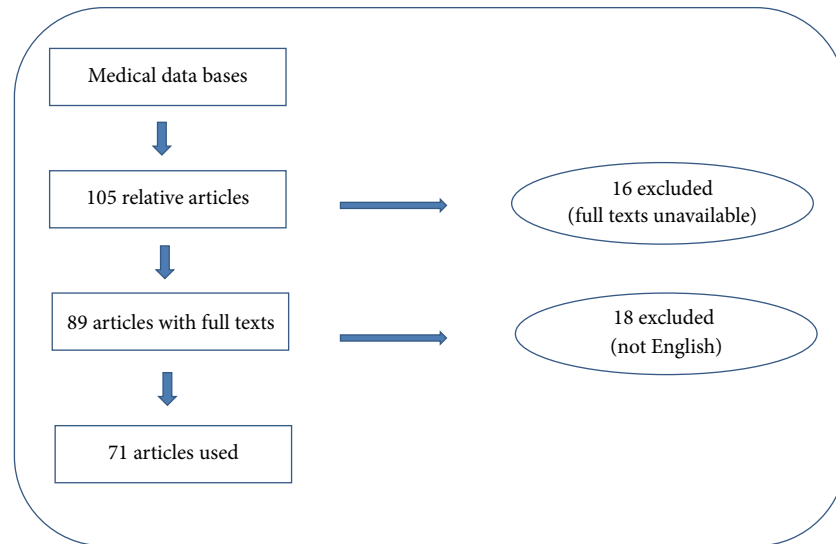 Medical data bases
105 relative articles
16 excluded
(full texts unavailable)
89 articles with full texts
18 excluded
(not English)
71 articles used